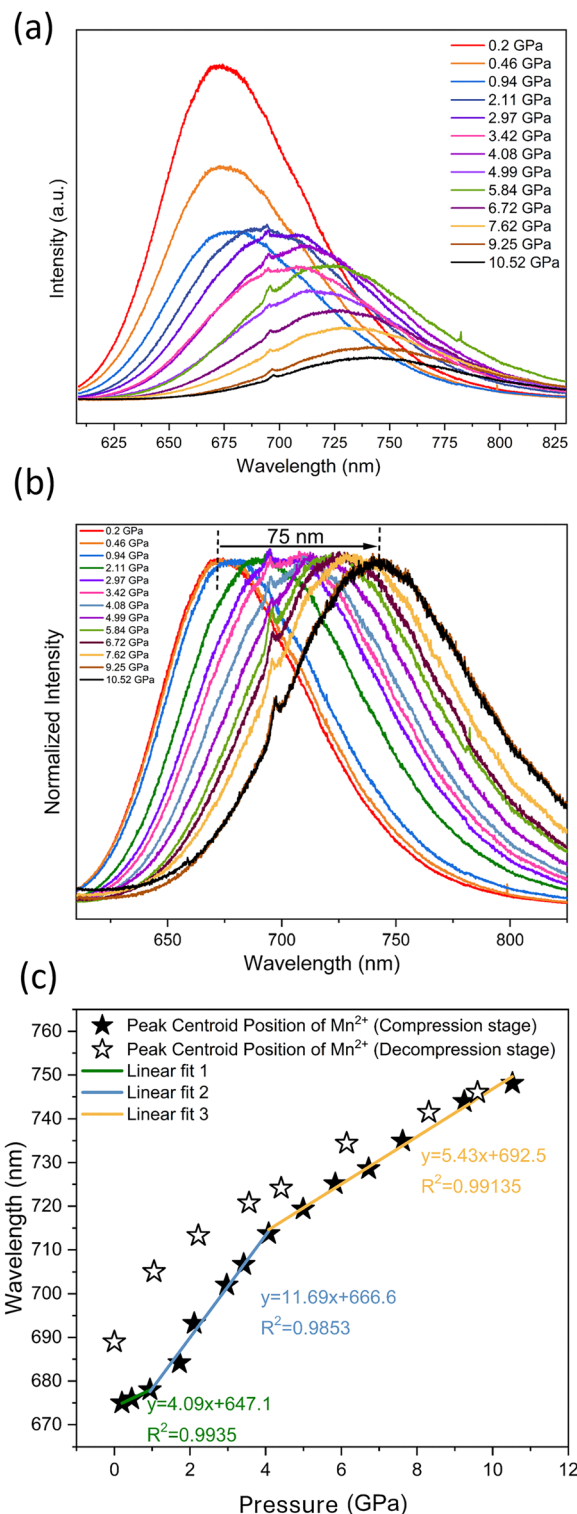 (a)
0.2 GPa
0.46 GPa
0.94 GPa
2.11 GPa
2.97 GPa
3.42 GPa
4.08 GPa
4.99 GPa
5.84 GPa
6.72 GPa
7.62 GPa
9.25 GPa
10.52 GPa
Intensity (a.u.)
625 650 675 700 725 750 775 800 825
Wavelength (nm)
(b)
75 nm
0.2 GPa
0.46 GPa
0.94 GPa
2.11 GPa
2.97 GPa
3.42 GPa
4.08 GPa
4.99 GPa
5.84 GPa
6.72 GPa
7.62 GPa
9.25 GPa
10.52 GPa
Normalized Intensity
650 700 750 800
Wavelength (nm)
(c)
Peak Centroid Position of Mn²⁺ (Compression stage)
Peak Centroid Position of Mn²⁺ (Decompression stage)
Linear fit 1
Linear fit 2
Linear fit 3
760
750
740
730
720
710
700
690
680
670
Wavelength (nm)
y=5.43x+692.5
R²=0.99135
y=11.69x+666.6
R²=0.9853
y=4.09x+647.1
R²=0.9935
0 2 4 6 8 10 12
Pressure (GPa)